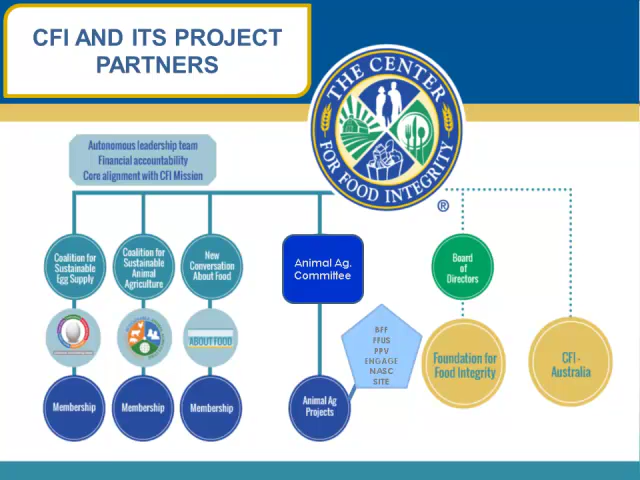 CFI AND ITS PROJECT
PARTNERS
THE CENTER
FOR FOOD INTEGRITY
®
Autonomous leadership team
Financial accountability
Core alignment with CFI Mission
Coalition for
Sustainable
Egg Supply
Coalition for
Sustainable
Animal
Agriculture
New
Conversation
About Food
Animal Ag.
Committee
Board
of
Directors
ABOUT FOOD
BFF
FFUS
PPV
ENGAGE
NASC
SITE
Foundation for
Food Integrity
CFI -
Australia
Membership
Membership
Membership
Animal Ag
Projects